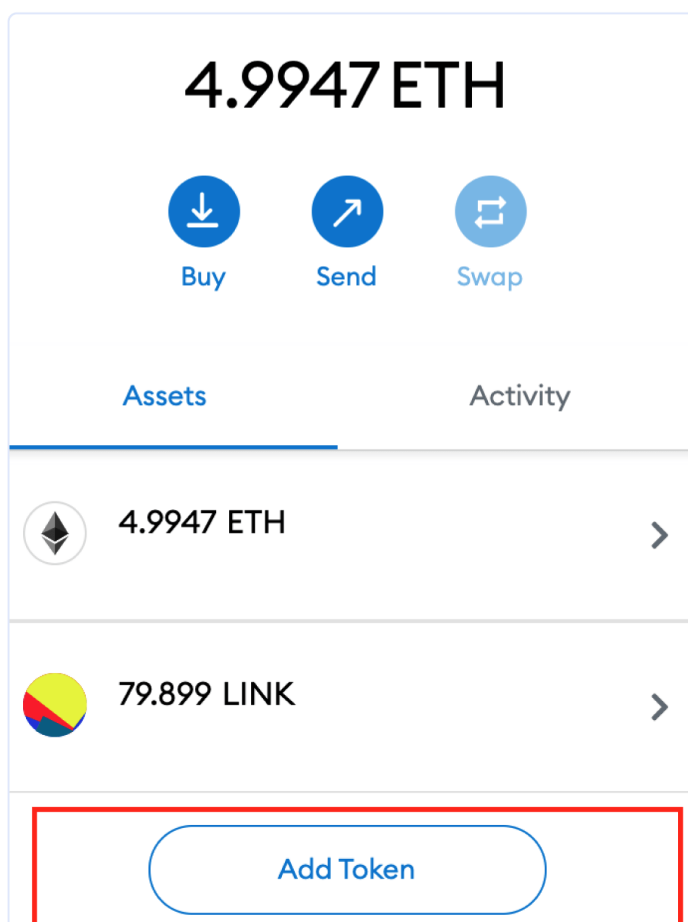 4.9947 ETH
Buy Send Swap
Assets Activity
4.9947 ETH
79.899 LINK
Add Token